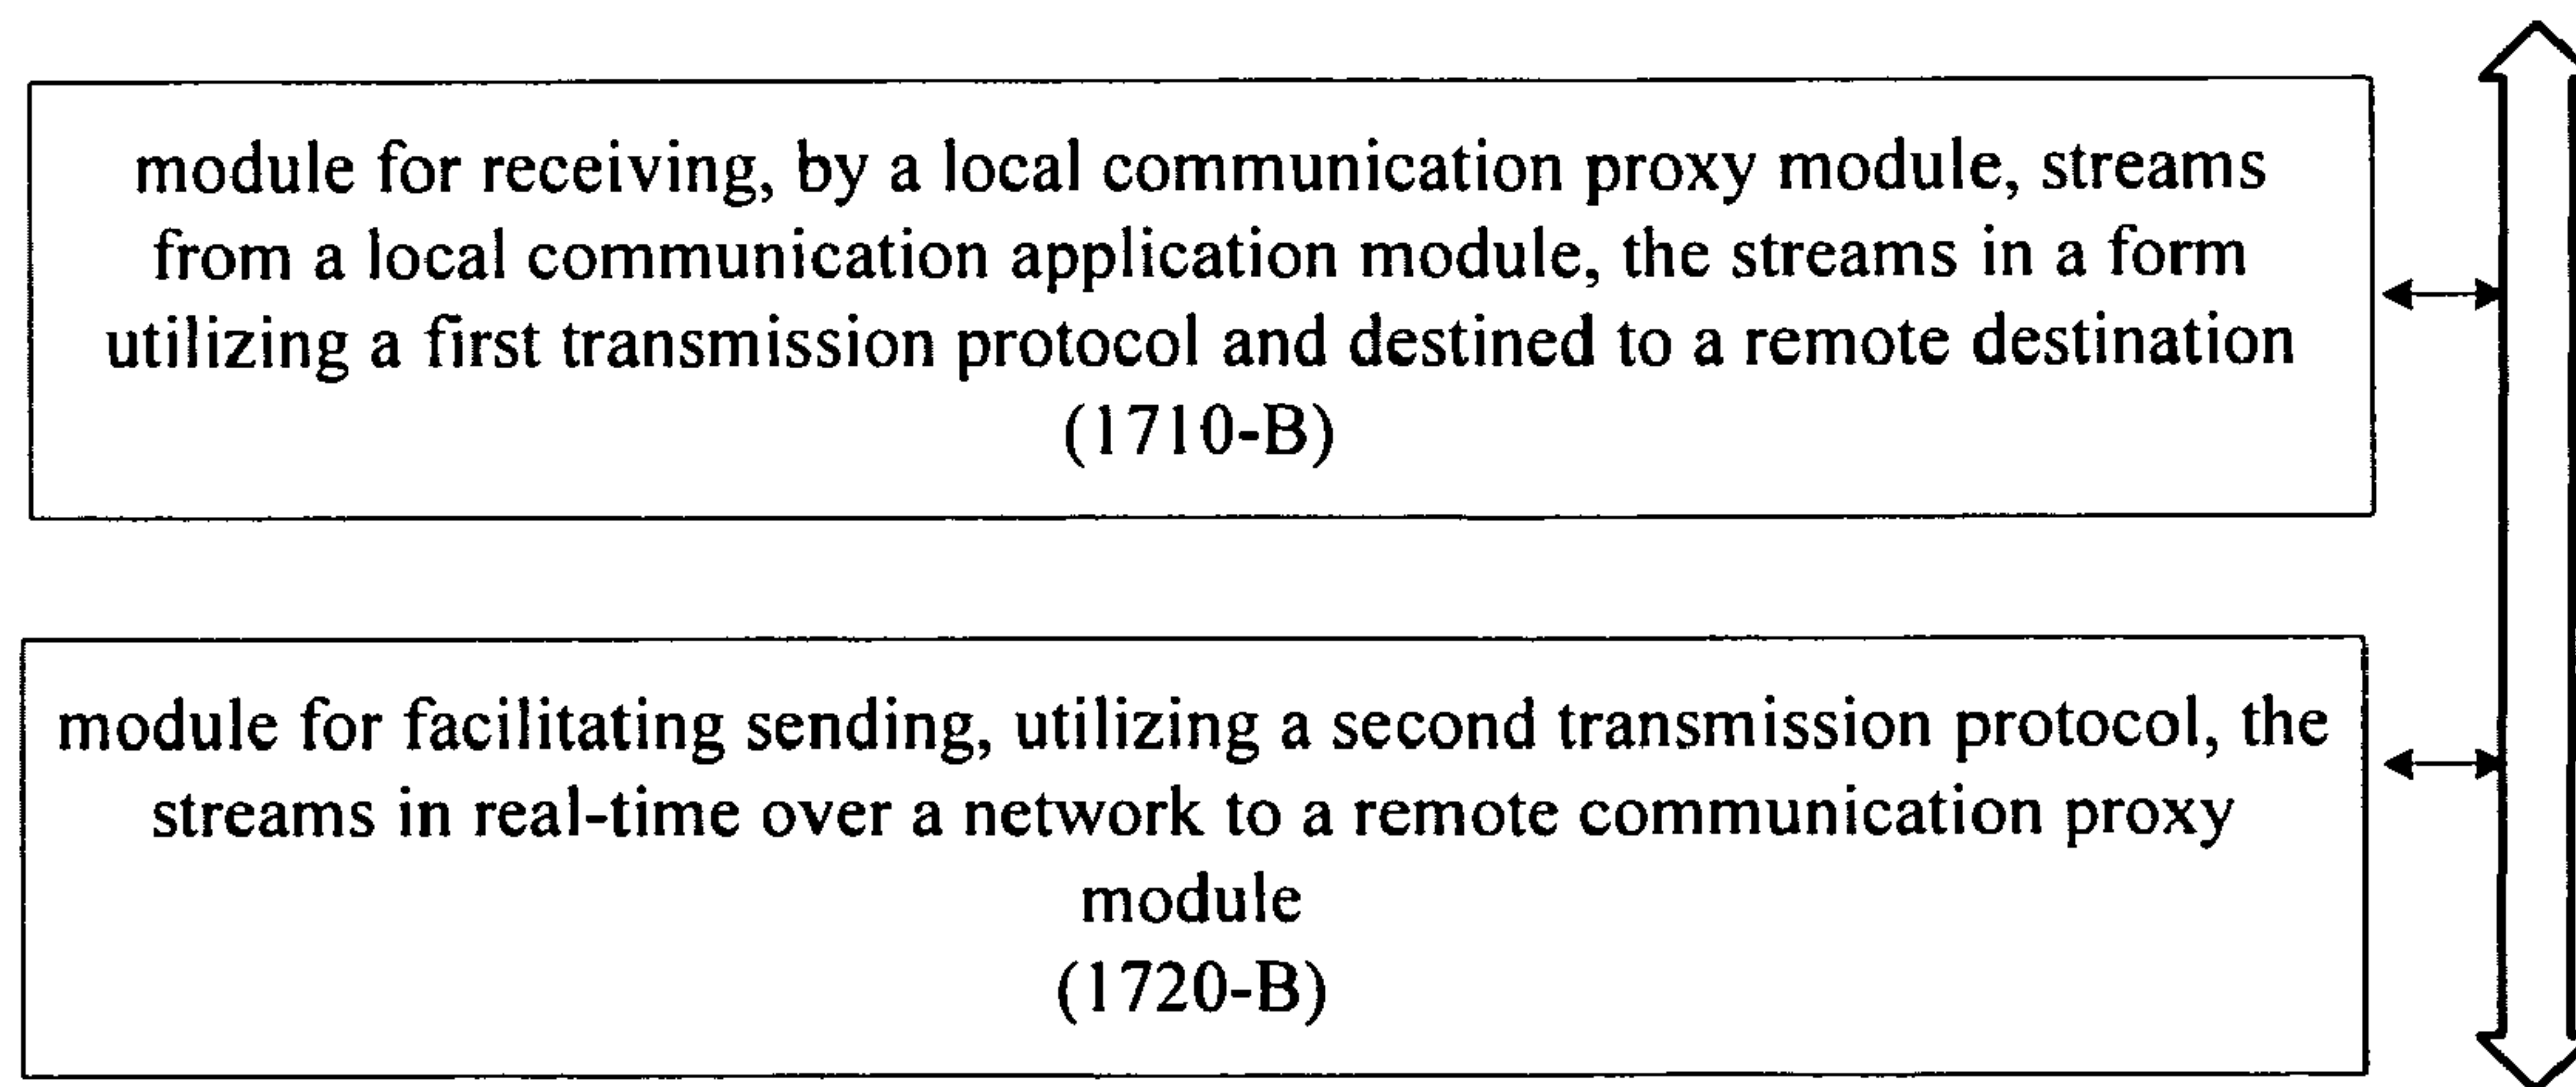 module for receiving, by a local communication proxy module, streams
from a local communication application module, the streams in a form
utilizing a first transmission protocol and destined to a remote destination
(1710-B)
module for facilitating sending, utilizing a second transmission protocol, the
streams in real-time over a network to a remote communication proxy
module
(1720-B)